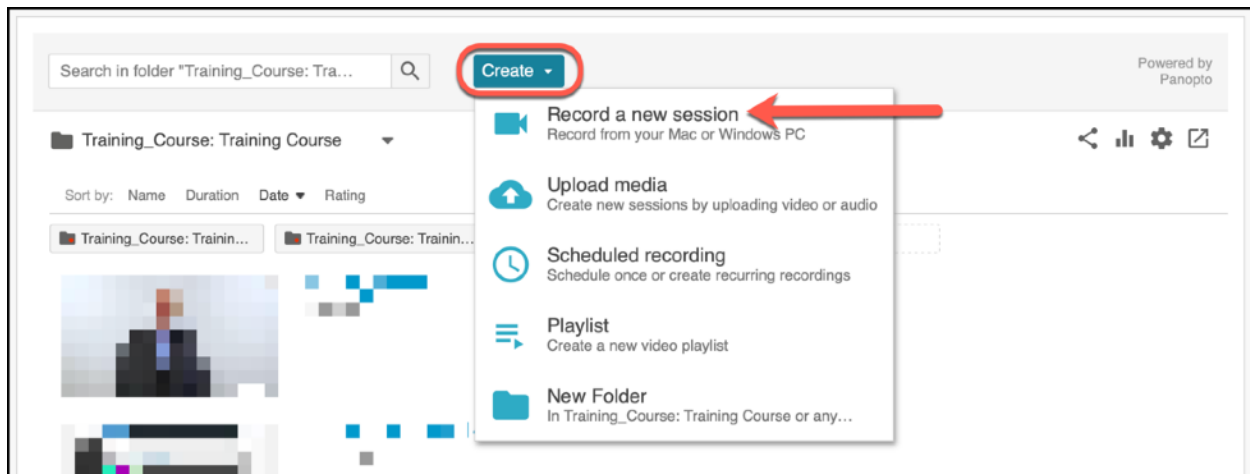 Search in folder "Training_Course: Tra...
Create
Powered by
Panopto
Record a new session
Record from your Mac or Windows PC
Training_Course: Training Course
Upload media
Create new sessions by uploading video or audio
Sort by: Name Duration Date Rating
Training_Course: Trainin...
Training_Course: Trainin...
Scheduled recording
Schedule once or create recurring recordings
Playlist
Create a new video playlist
New Folder
In Training_Course: Training Course or any...